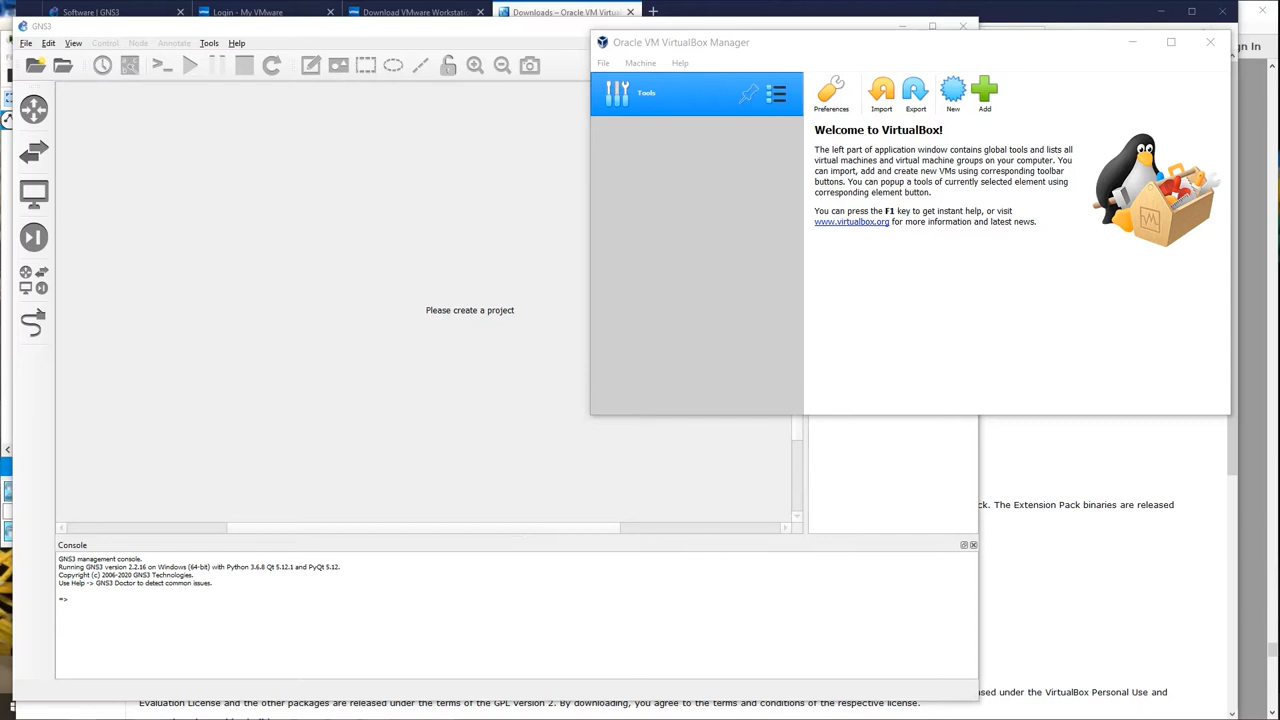 Software | GNS3
Login - My VMware
Download VMware Workstatio
Downloads – Oracle VM Virtual
GNS3
File Edit View Control Node Annotate Tools Help
Please create a project
Oracle VM VirtualBox Manager
File Machine Help
Tools
Preferences Import Export New Add
Welcome to VirtualBox!
The left part of application window contains global tools and lists all
virtual machines and virtual machine groups on your computer. You
can import, add and create new VMs using corresponding toolbar
buttons. You can popup a tools of currently selected element using
corresponding element button.
You can press the F1 key to get instant help, or visit
www.virtualbox.org for more information and latest news.
gn In
ck. The Extension Pack binaries are released
Console
GNS3 management console.
Running GNS3 version 2.2.16 on Windows (64-bit) with Python 3.6.8 Qt 5.12.1 and PyQt 5.12.
Copyright (c) 2006-2020 GNS3 Technologies.
Use Help -> GNS3 Doctor to detect common issues.
=>
ased under the VirtualBox Personal Use and
Evaluation License and the other packages are released under the terms of the GPL version 2. By downloading, you agree to the terms and conditions of the respective license.